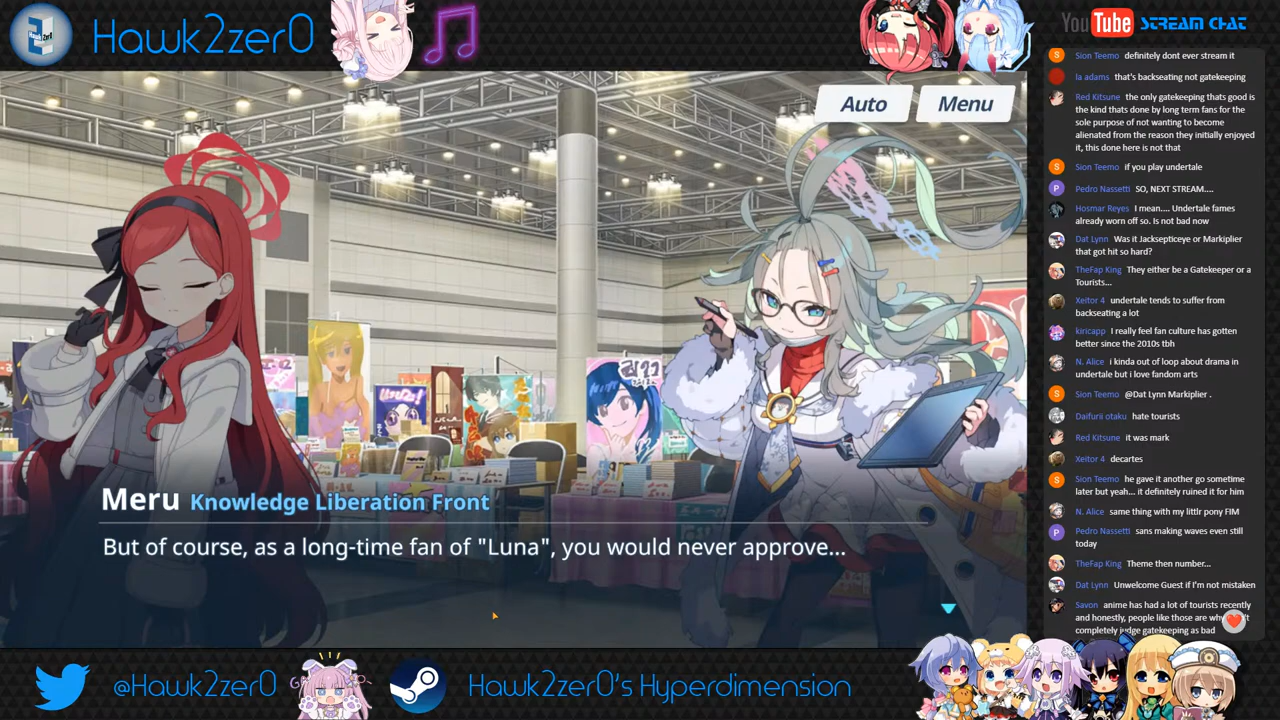 Hawk2zer0
Auto
Menu
Meru Knowledge Liberation Front
But of course, as a long-time fan of "Luna", you would never approve...
@Hawk2zer0
Hawk2zer0's Hyperdimension
YouTube STREAM CHAT
Sion Teemo definitely dont ever stream it
la adams that's backseating not gatekeeping
Red Kitsune the only gatekeeping thats good is
the kind thats done by long term fans for the
sole purpose of not wanting to become
alienated from the reason they initially enjoyed
it, this done here is not that
Sion Teemo if you play undertale
Pedro Nassetti SO, NEXT STREAM....
Hosmar Reyes I mean.... Undertale fames
already worn off so. Is not bad now
Dat Lynn Was it Jacksepticeye or Markiplier
that got hit so hard?
TheFap King They either be a Gatekeeper or a
Tourists...
Xeitor 4 undertale tends to suffer from
backseating a lot
kiricapp I really feel fan culture has gotten
better since the 2010s tbh
N. Alice i kinda out of loop about drama in
undertale but i love fandom arts
Sion Teemo @Dat Lynn Markiplier .
Daifurii otaku hate tourists
Red Kitsune it was mark
Xeitor 4 decartes
Sion Teemo he gave it another go sometime
later but yeah... it definitely ruined it for him
N. Alice same thing with my littlr pony FIM
Pedro Nassetti sans making waves even still
today
TheFap King Theme then number...
Dat Lynn Unwelcome Guest if I'm not mistaken
Savon anime has had a lot of tourists recently
and honestly, people like those are
completely judge gatekeeping as bad